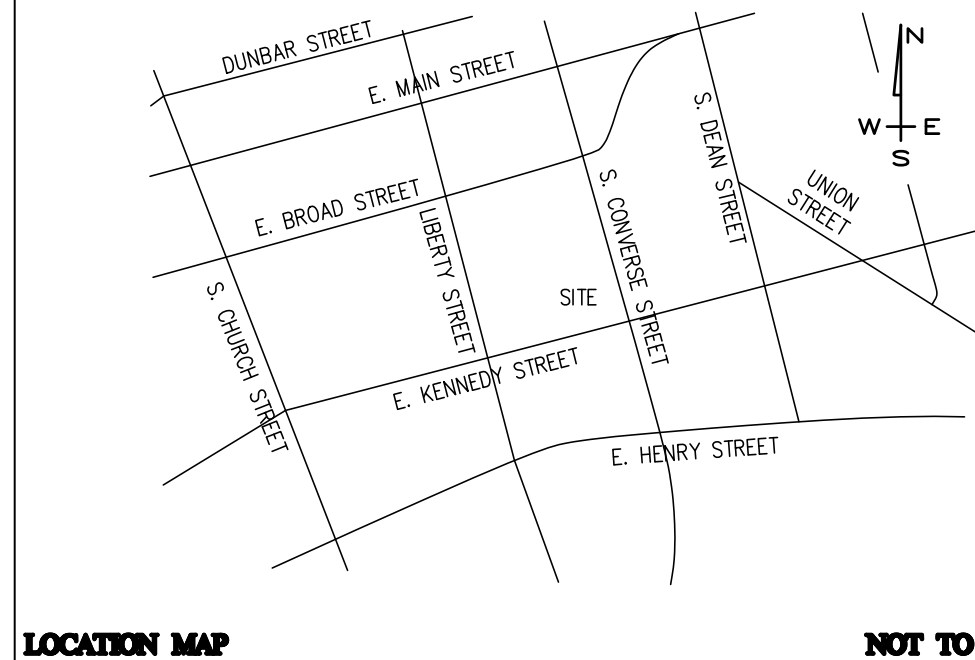 DUNBAR STREET
E. MAIN STREET
N
W E
S
S. DEAN STREET
UNION
STREET
E. BROAD STREET
LIBERTY STREET
S. CONVERSE STREET
S. CHURCH STREET
SITE
E. KENNEDY STREET
E. HENRY STREET
LOCATION MAP
NOT TO